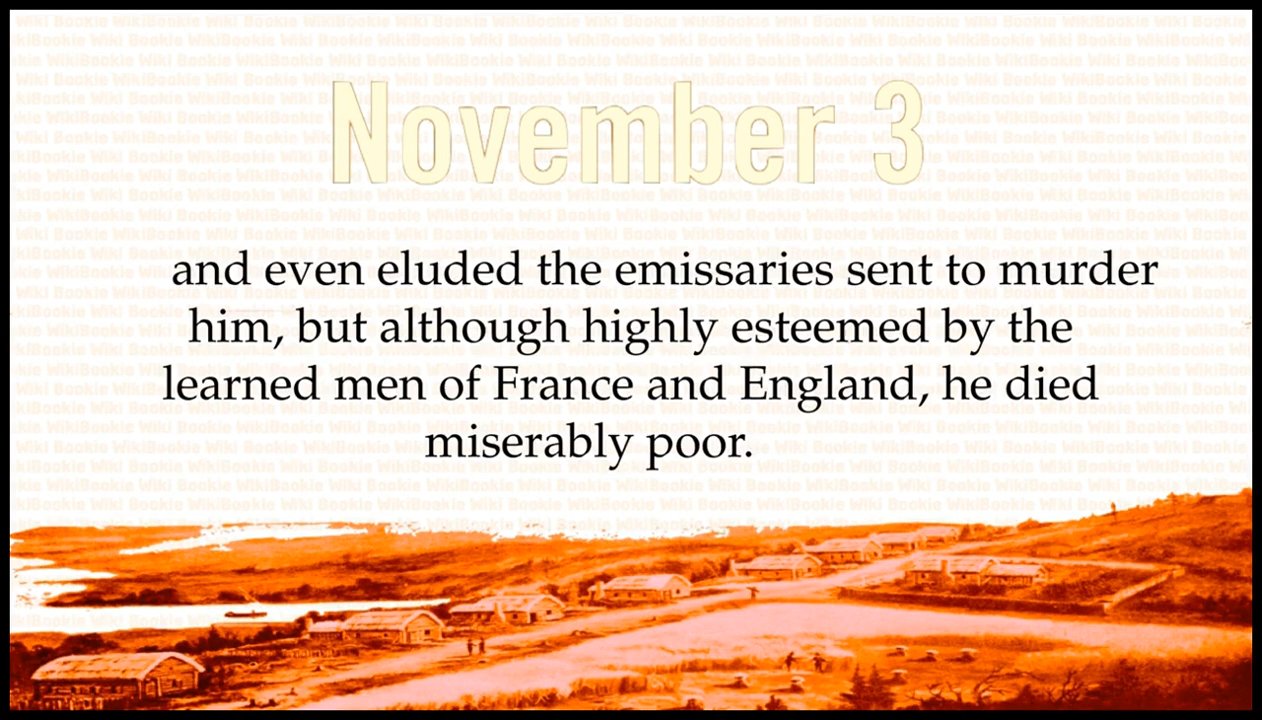 November 3
and even eluded the emissaries sent to murder
him, but although highly esteemed by the
learned men of France and England, he died
miserably poor.